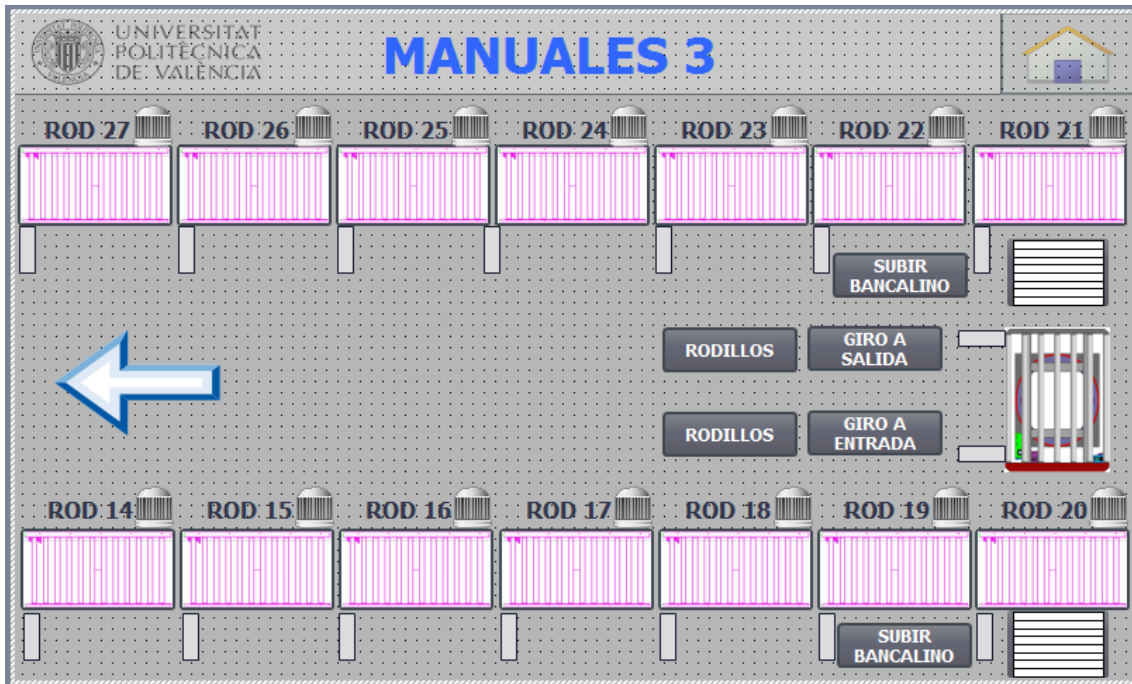 UNIVERSITAT
POLITÈCNICA
DE VALÈNCIA
MANUALES 3
ROD 27 ROD 26 ROD 25 ROD 24 ROD 23 ROD 22 ROD 21
SUBIR
BANCALINO
RODILLOS
GIRO A
SALIDA
RODILLOS
GIRO A
ENTRADA
ROD 14 ROD 15 ROD 16 ROD 17 ROD 18 ROD 19 ROD 20
SUBIR
BANCALINO